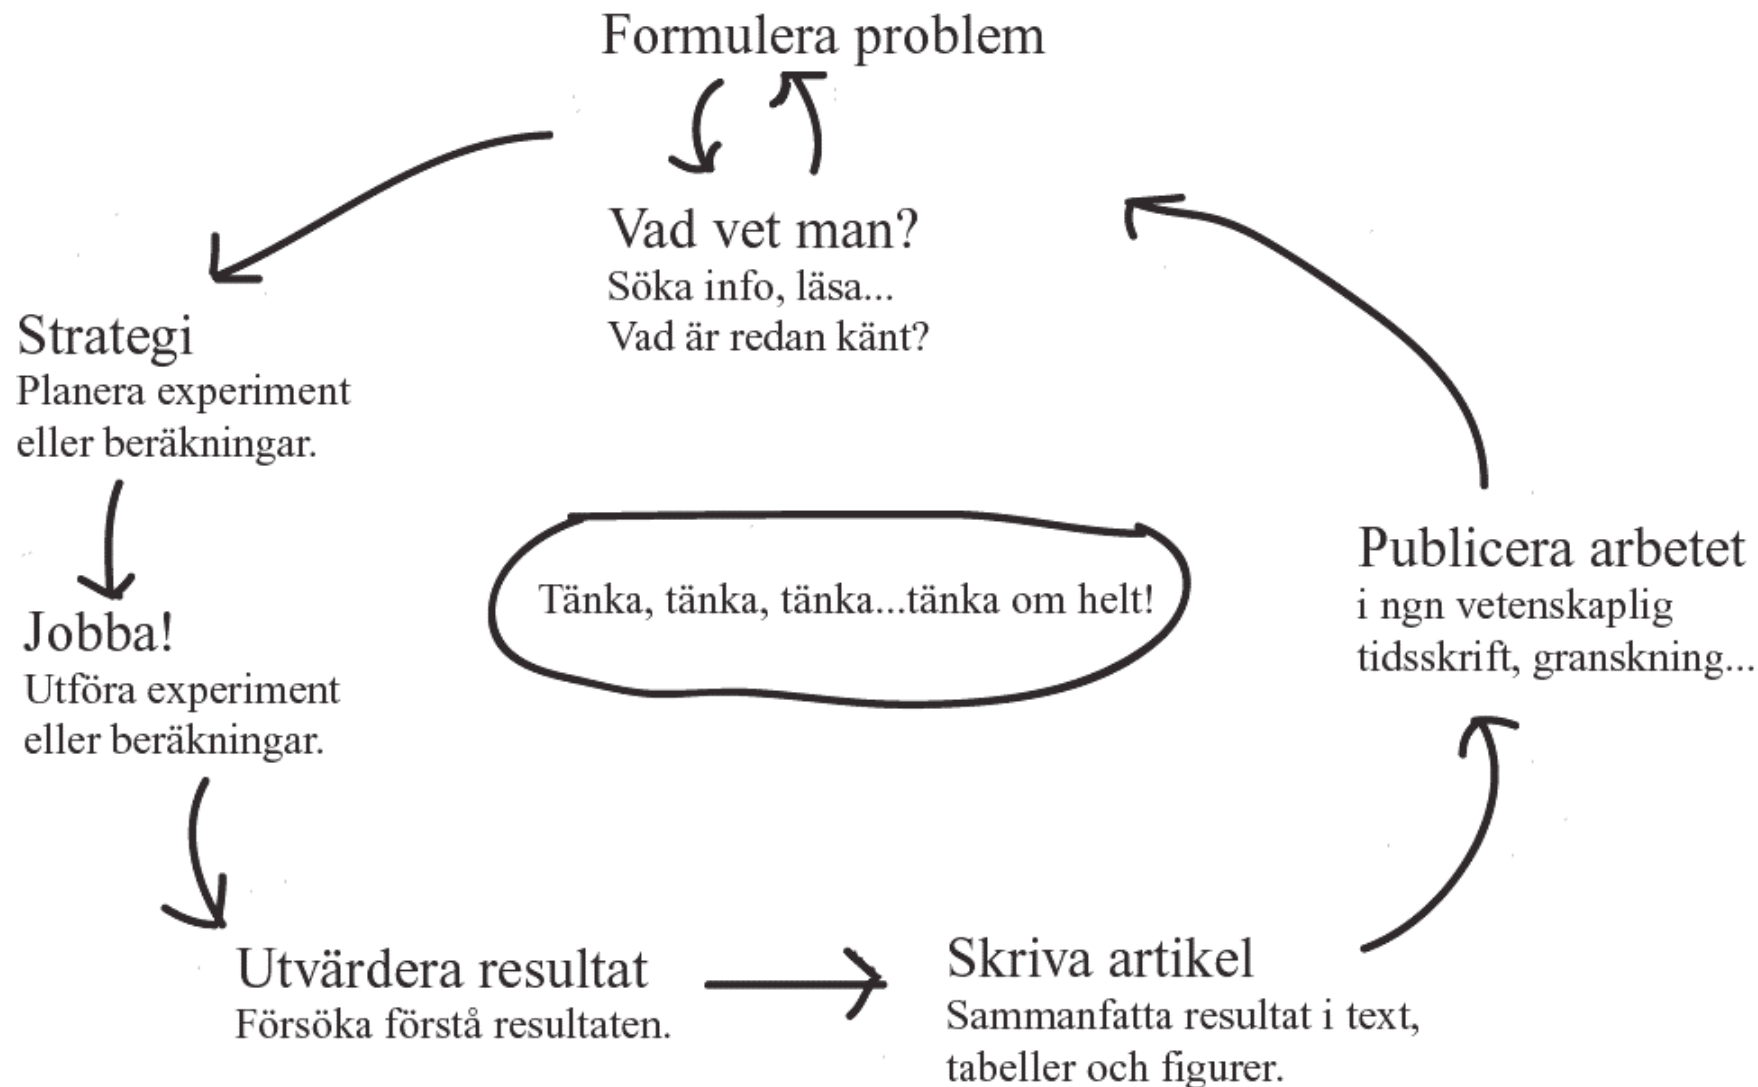 Formulera problem
Vad vet man?
Söka info, läsa...
Vad är redan känt?
Strategi
Planera experiment
eller beräkningar.
Jobba!
Utföra experiment
eller beräkningar.
Utvärdera resultat
Försöka förstå resultaten.
Skriva artikel
Sammanfatta resultat i text,
tabeller och figurer.
Publicera arbetet
i ngn vetenskaplig
tidsskrift, granskning...
Tänka, tänka, tänka...tänka om helt!